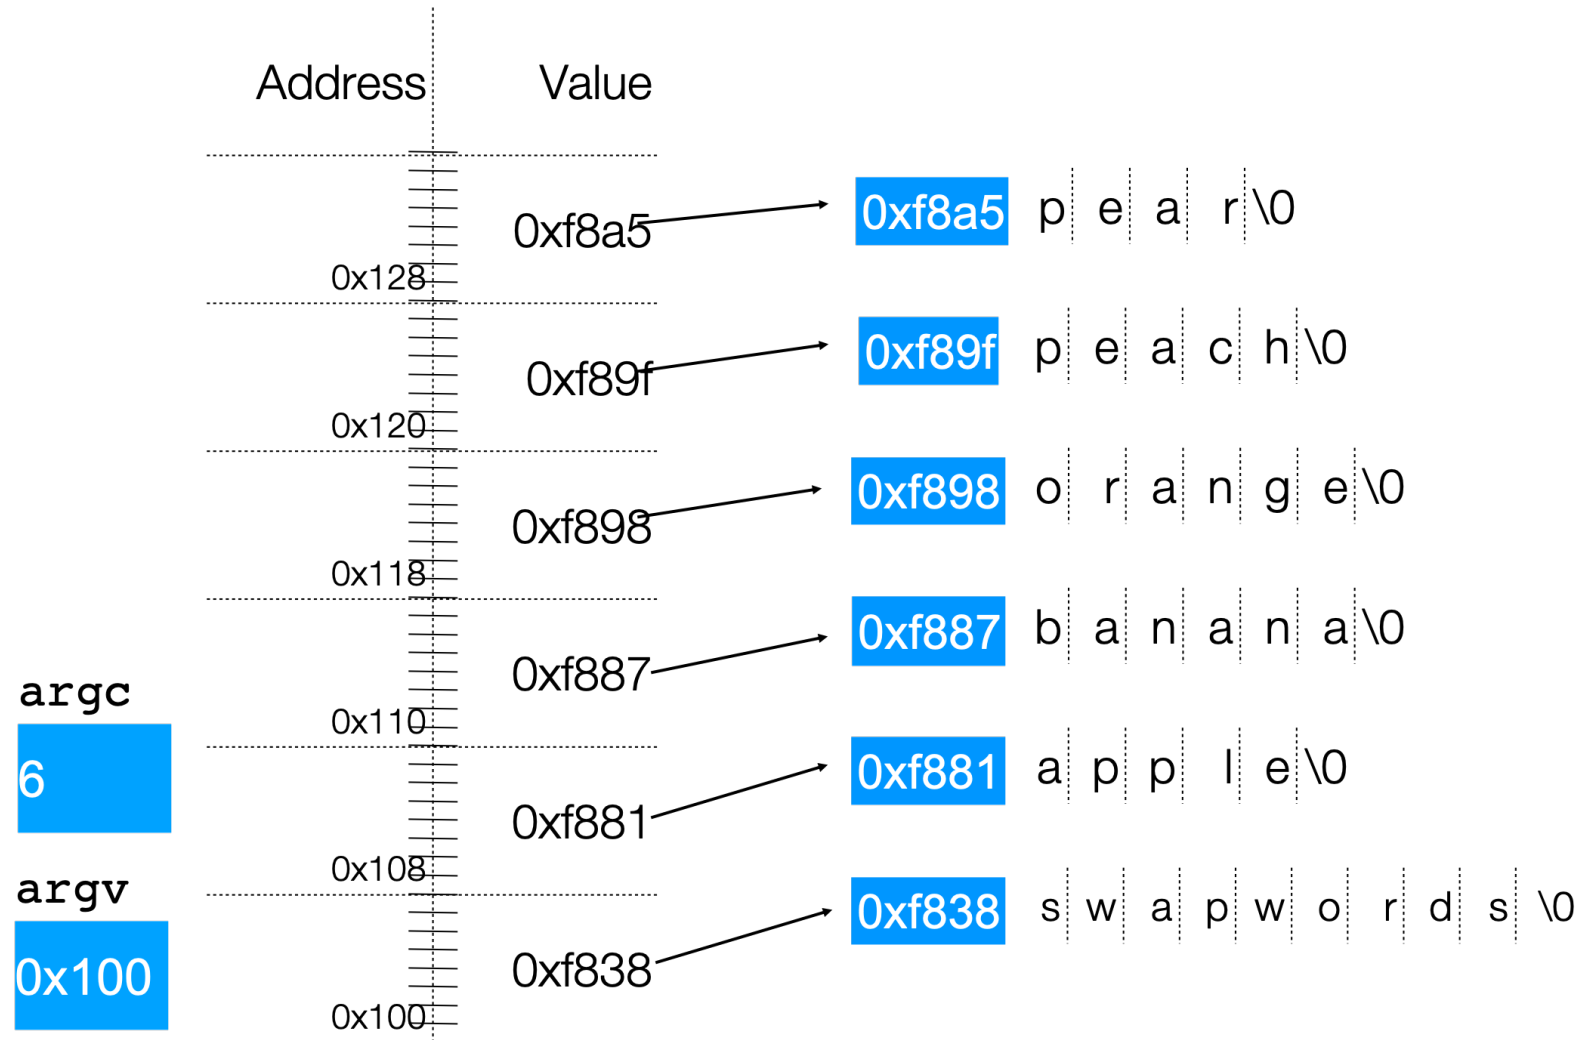 Address Value
0xf8a5 0xf8a5 p e a r \0
0x128
0xf89f 0xf89f p e a c h \0
0x120
0xf898 0xf898 o r a n g e \0
0x118
0xf887 0xf887 b a n a n a \0
argc
0x110
6
0xf881 0xf881 a p p l e \0
0x108
argv
0xf838 0xf838 s w a p w o r d s \0
0x100
0x100